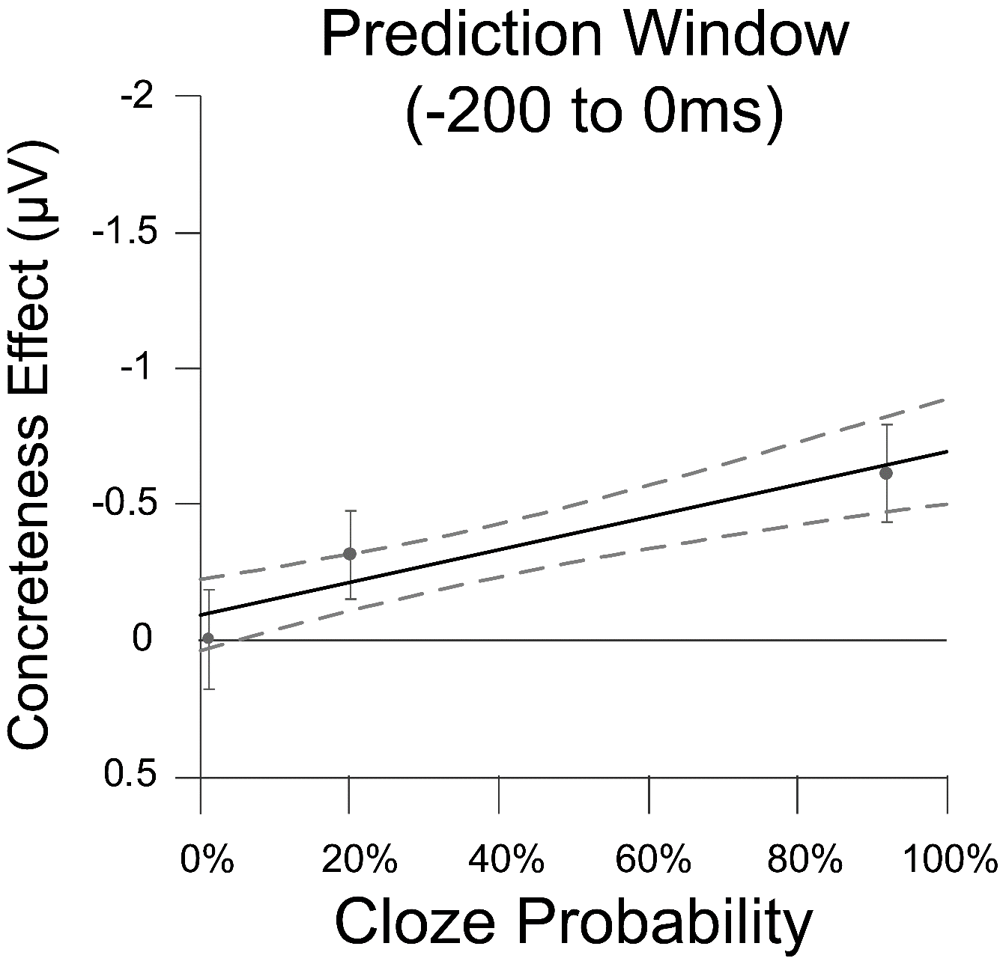 Prediction Window
(-200 to 0ms)
Concreteness Effect (µV)
-2
-1.5
-1
-0.5
0
0.5
0% 20% 40% 60% 80% 100%
Cloze Probability